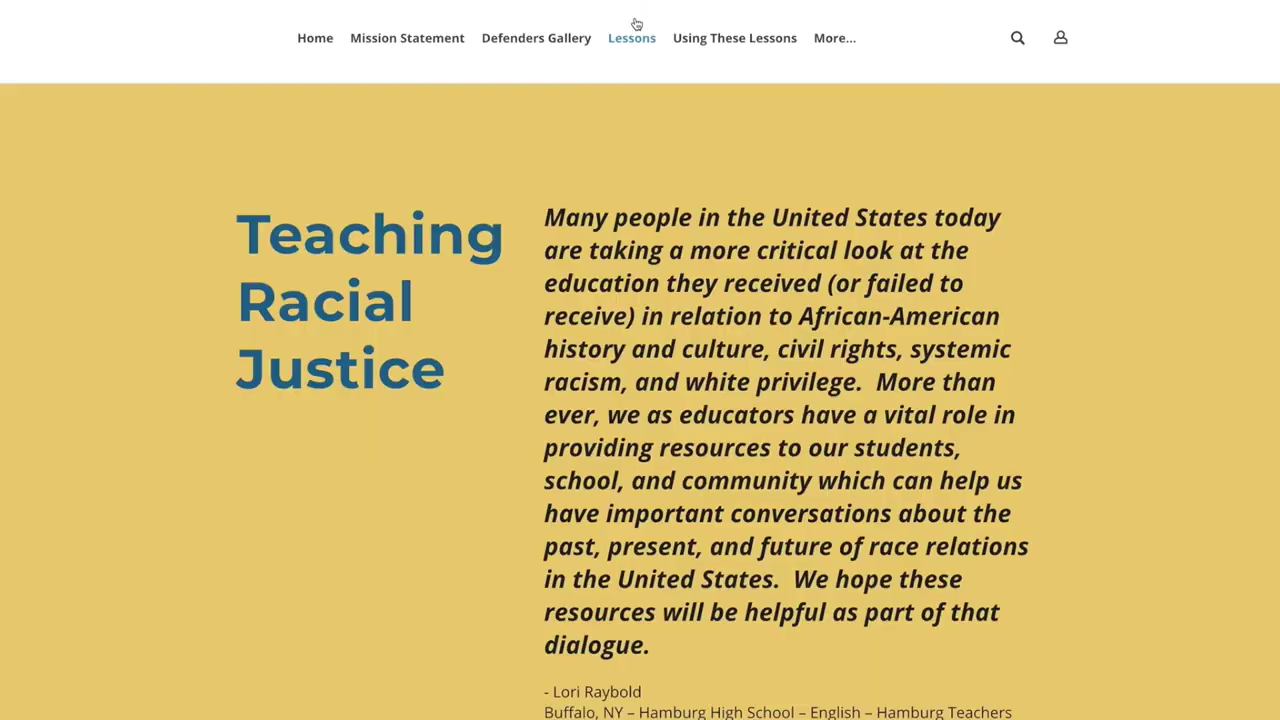 Home Mission Statement Defenders Gallery Lessons Using These Lessons More...
Teaching
Racial
Justice
Many people in the United States today
are taking a more critical look at the
education they received (or failed to
receive) in relation to African-American
history and culture, civil rights, systemic
racism, and white privilege.  More than
ever, we as educators have a vital role in
providing resources to our students,
school, and community which can help us
have important conversations about the
past, present, and future of race relations
in the United States.  We hope these
resources will be helpful as part of that
dialogue.
- Lori Raybold
Buffalo, NY – Hamburg High School – English – Hamburg Teachers